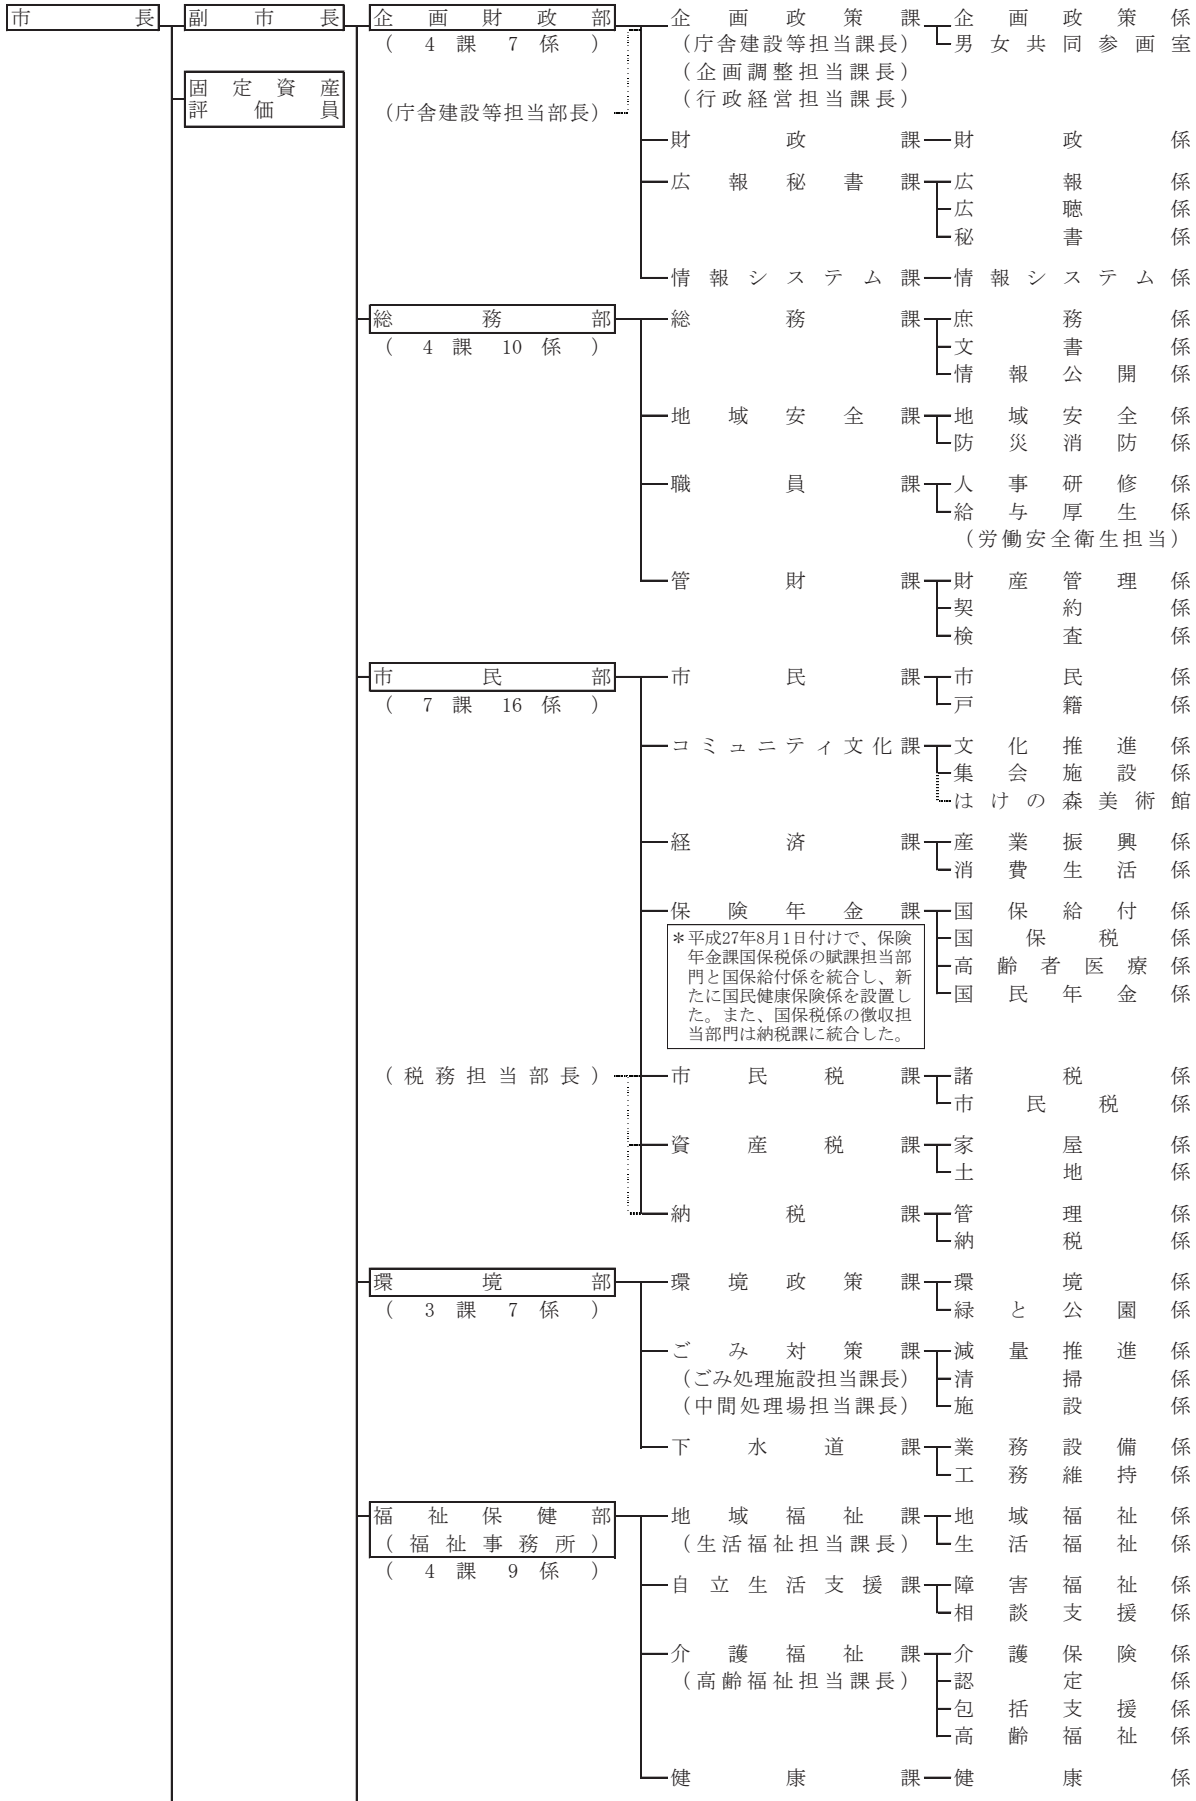 市長 副市長 企画財政部 企画政策課 企画政策係
(4課7係) (庁舎建設等担当課長) 男女共同参画室
(企画調整担当課長)
固定資産
評価員
(行政経営担当課長)
(庁舎建設等担当部長)
財政課 財政係
広報秘書課 広報係
広聴係
秘書係
情報システム課 情報システム係
総務部 総務課 庶務係
(4課10係) 文書係
情報公開係
地域安全課 地域安全係
防災消防係
職員課 人事研修係
給与厚生係
(労働安全衛生担当)
管財課 財産管理係
契約係
検査係
市民部 市民課 市民係
(7課16係) 戸籍係
コミュニティ文化課 文化推進係
集会施設係
はけの森美術館
経済課 産業振興係
消費生活係
保険年金課 国保給付係
国保税係
高齢者医療係
国民年金係
＊平成27年8月1日付けで、保険
年金課国保税係の賦課担当部
門と国保給付係を統合し、新
たに国民健康保険係を設置し
た。また、国保税係の徴収担
当部門は納税課に統合した。
(税務担当部長) 市民税課 諸税係
市民税係
資産税課 家屋係
土地係
納税課 管理係
納税係
環境部 環境政策課 環境係
(3課7係) 緑と公園係
ごみ対策課 減量推進係
(ごみ処理施設担当課長) 清掃係
(中間処理場担当課長) 施設係
下水道課 業務設備係
工務維持係
福祉保健部 地域福祉課 地域福祉係
(福祉事務所) (生活福祉担当課長) 生活福祉係
(4課9係)
自立生活支援課 障害福祉係
相談支援係
介護福祉課 介護保険係
(高齢福祉担当課長) 認定係
包括支援係
高齢福祉係
健康課 健康係